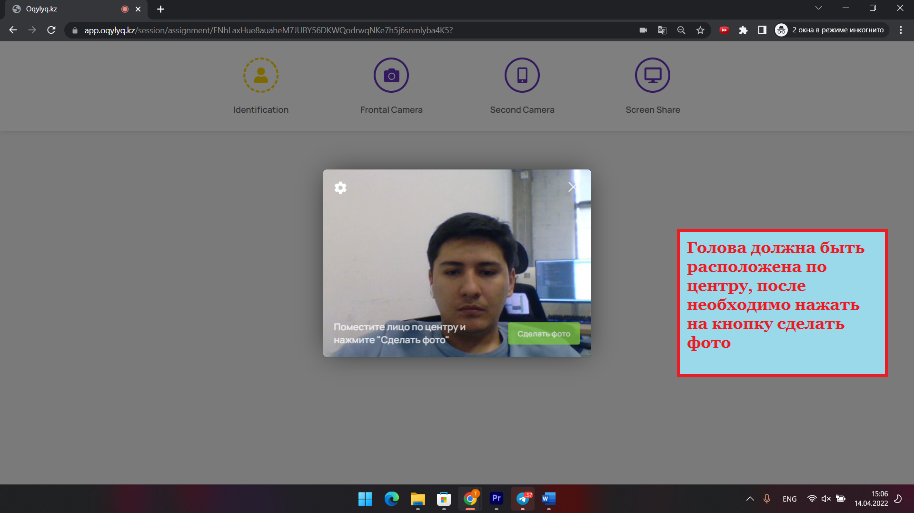 Oqylyq.kz
app.oqylyq.kz/session/assignment/
2 окна в режиме инкогнито
Identification
Frontal Camera
Second Camera
Screen Share
Голова должна быть
расположена по
центру, после
необходимо нажать
на кнопку сделать
фото
Поместите лицо по центру и
нажмите "Сделать фото"
Сделать фото
Pr
W
ENG
15:06
14.04.2022